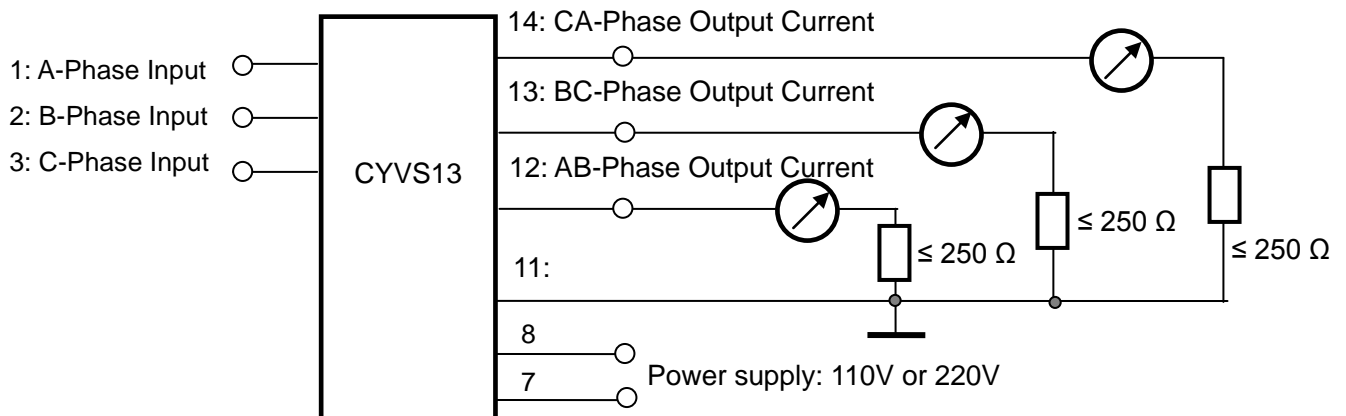 14: CA-Phase Output Current
1: A-Phase Input
13: BC-Phase Output Current
2: B-Phase Input
3: C-Phase Input
CYVS13
12: AB-Phase Output Current
≤ 250 Ω
≤ 250 Ω
≤ 250 Ω
11:
8
7
Power supply: 110V or 220V